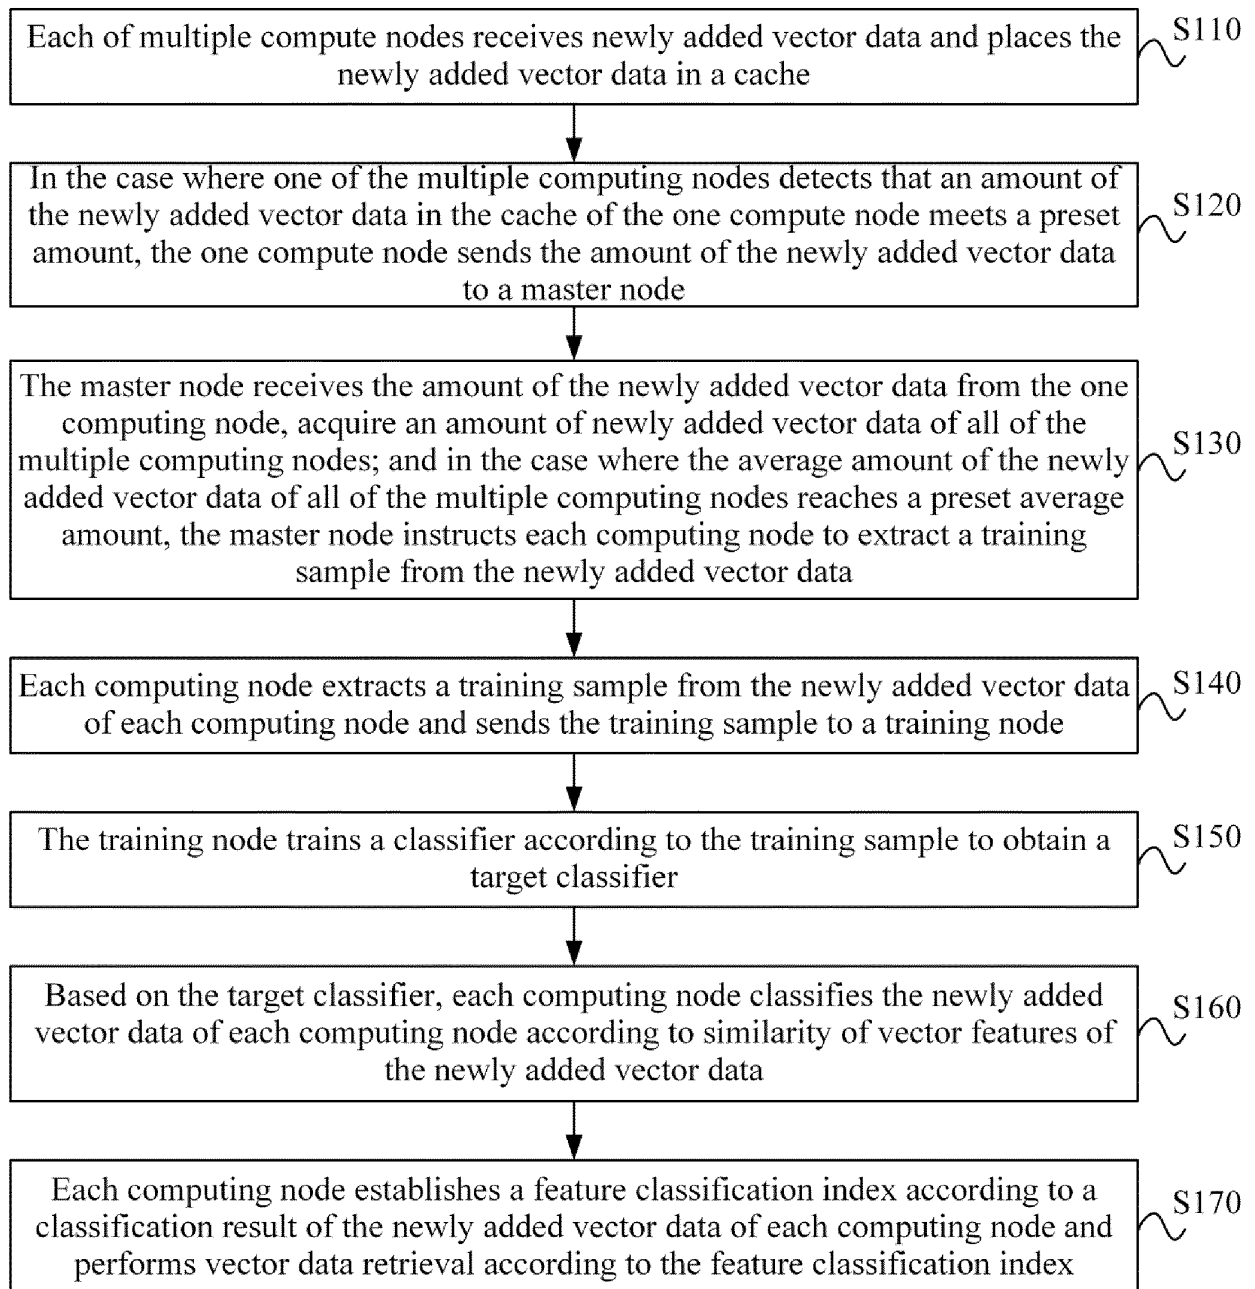 Each of multiple compute nodes receives newly added vector data and places the
newly added vector data in a cache
S110
In the case where one of the multiple computing nodes detects that an amount of
the newly added vector data in the cache of the one compute node meets a preset
amount, the one compute node sends the amount of the newly added vector data
to a master node
S120
The master node receives the amount of the newly added vector data from the one
computing node, acquire an amount of newly added vector data of all of the
multiple computing nodes; and in the case where the average amount of the newly
added vector data of all of the multiple computing nodes reaches a preset average
amount, the master node instructs each computing node to extract a training
sample from the newly added vector data
S130
Each computing node extracts a training sample from the newly added vector data
of each computing node and sends the training sample to a training node
S140
The training node trains a classifier according to the training sample to obtain a
target classifier
S150
Based on the target classifier, each computing node classifies the newly added
vector data of each computing node according to similarity of vector features of
the newly added vector data
S160
Each computing node establishes a feature classification index according to a
classification result of the newly added vector data of each computing node and
performs vector data retrieval according to the feature classification index
S170